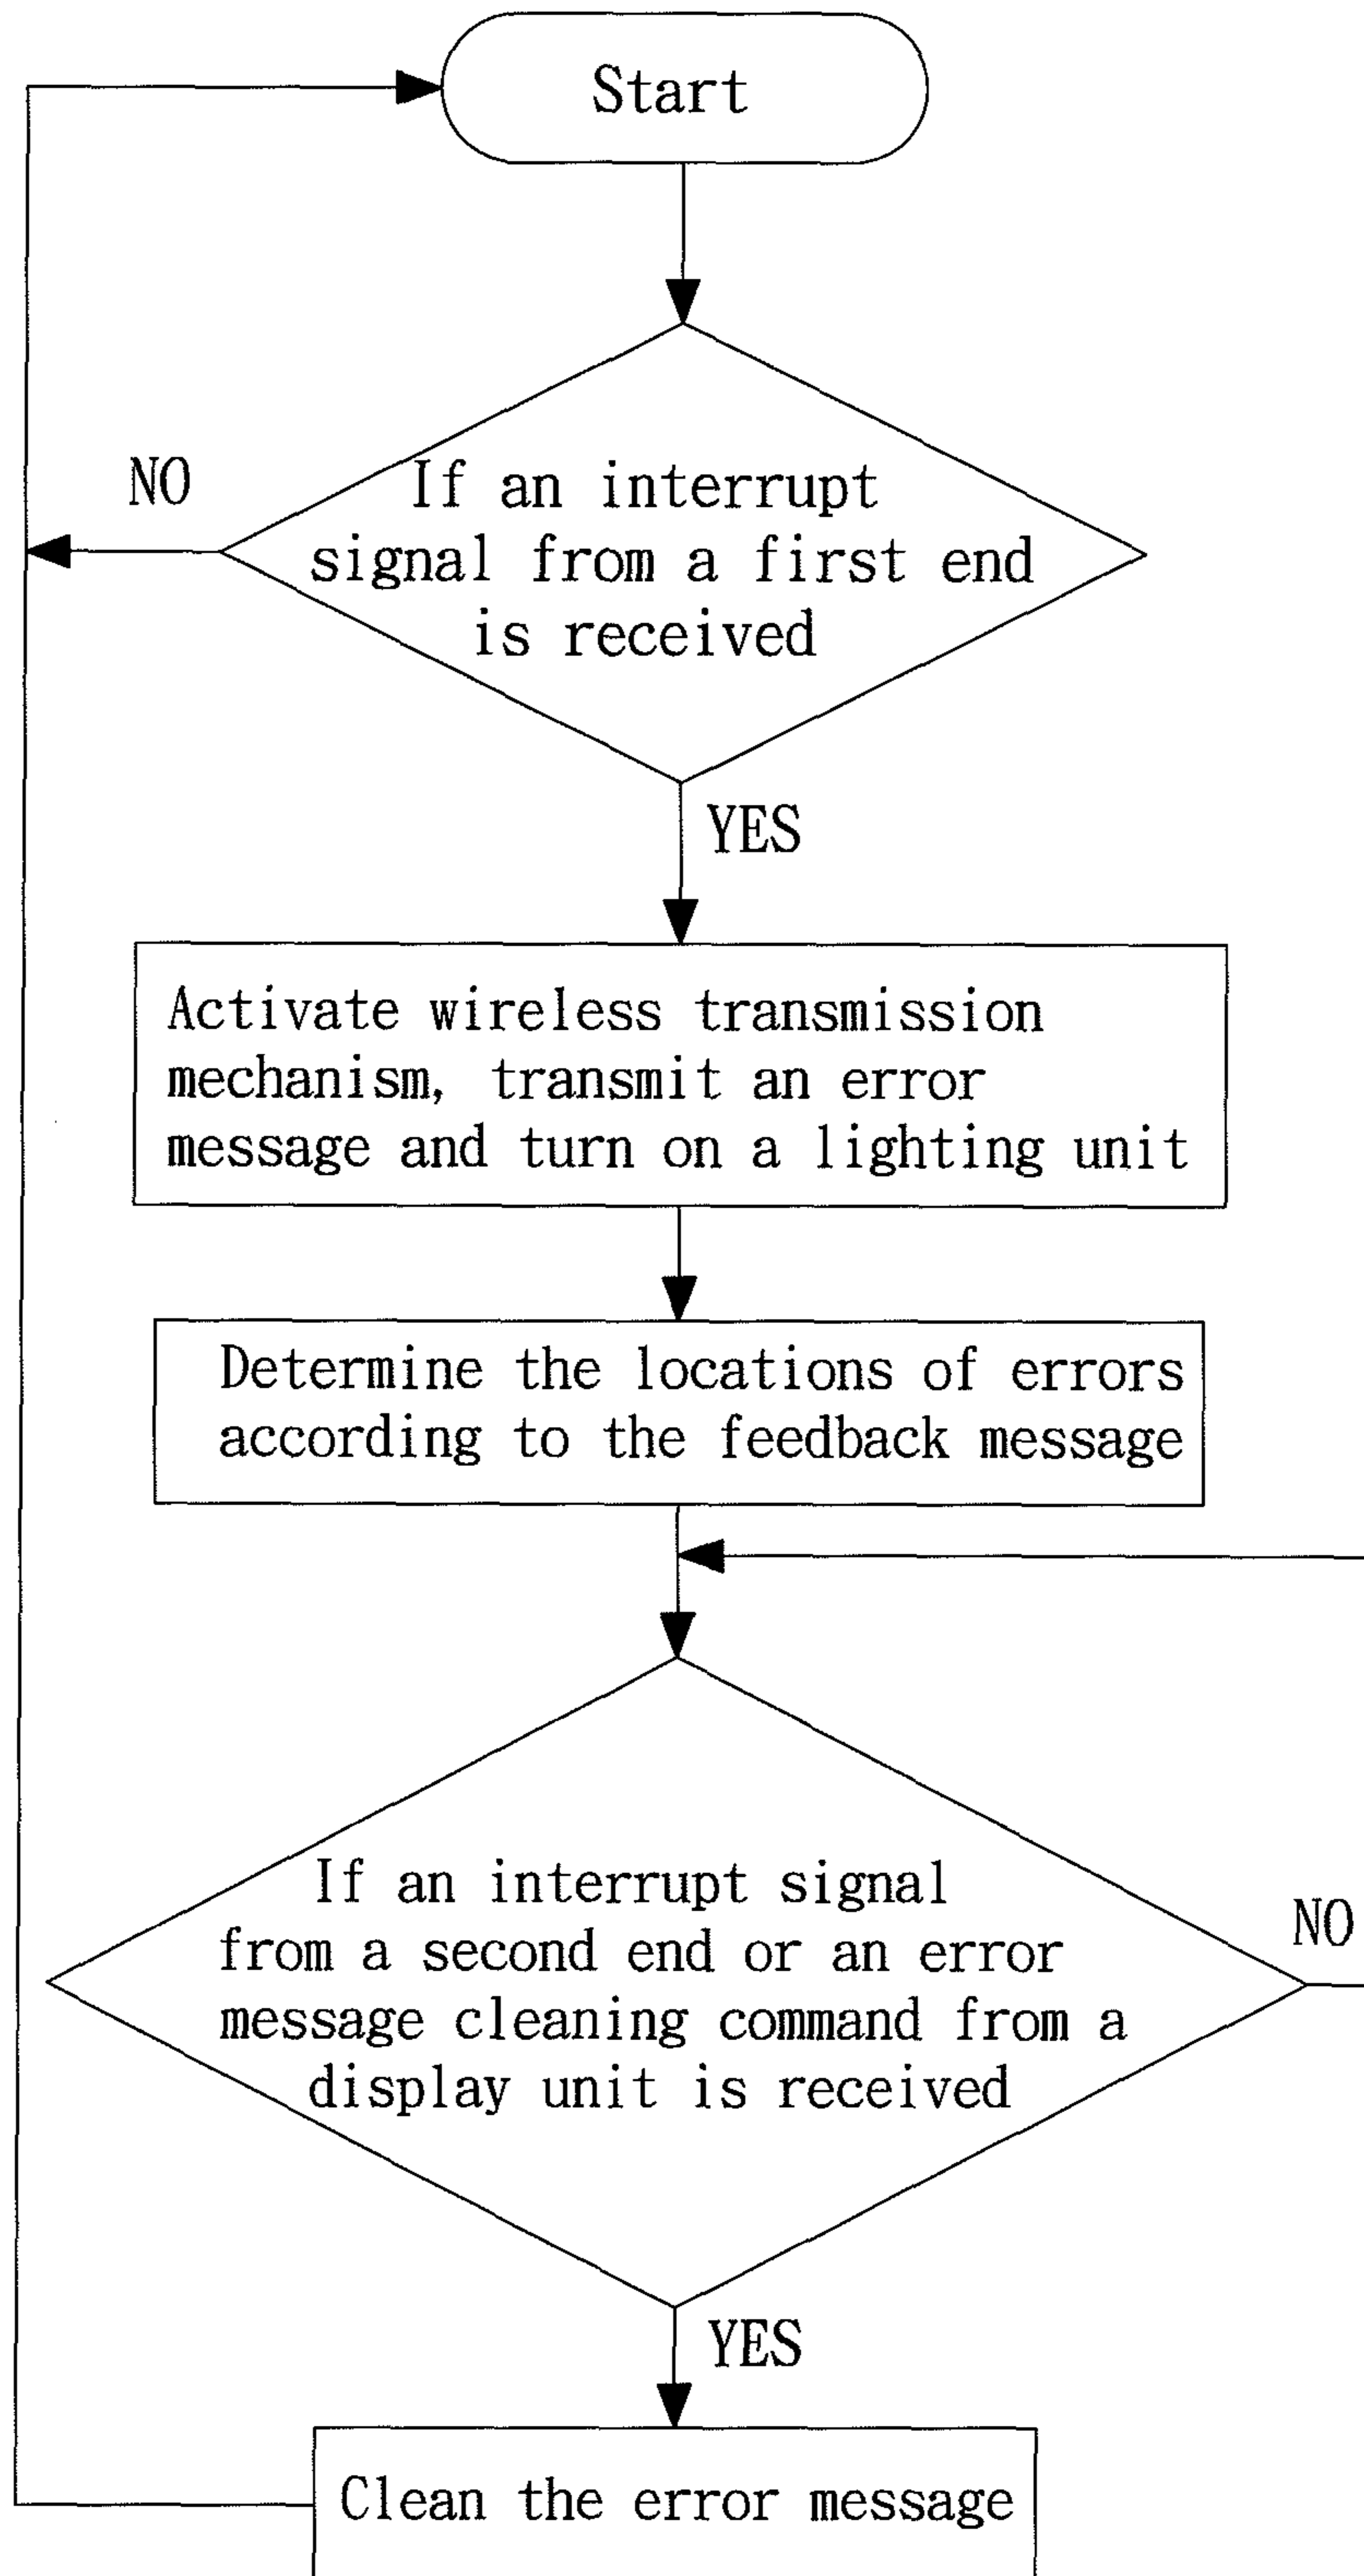 Start
If an interrupt
signal from a first end
is received
NO
YES
Activate wireless transmission
mechanism, transmit an error
message and turn on a lighting unit
Determine the locations of errors
according to the feedback message
If an interrupt signal
from a second end or an error
message cleaning command from a
display unit is received
NO
YES
Clean the error message